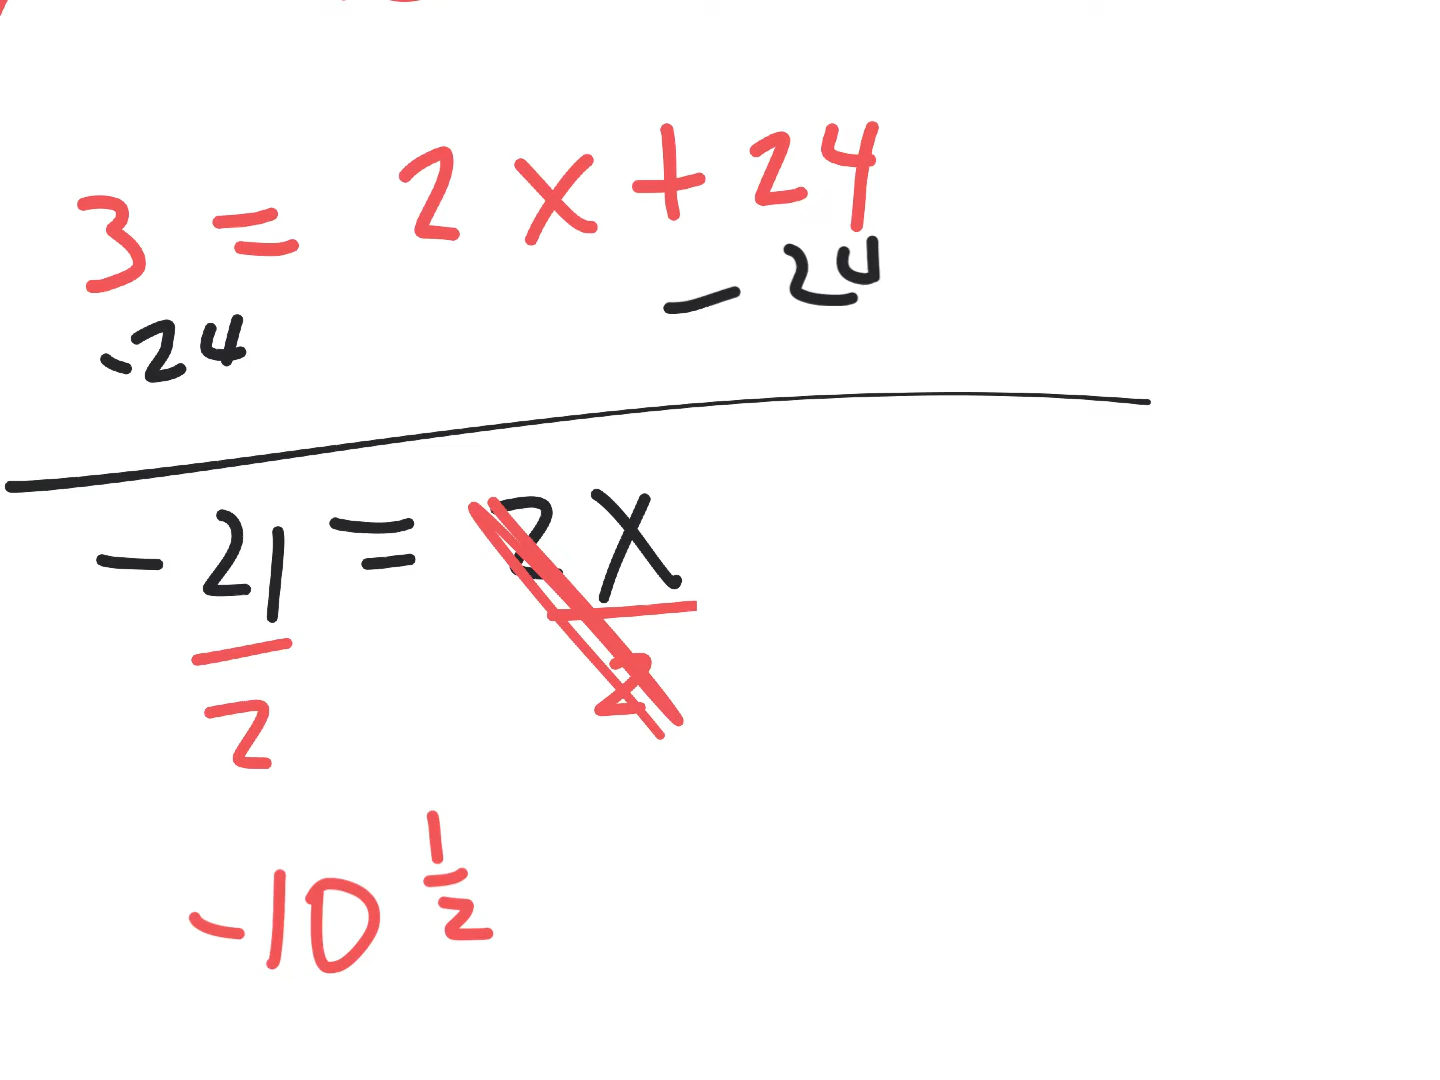 3 = 2x + 24
-24 - 24
-21 = 2x
2 2
-10 1/2